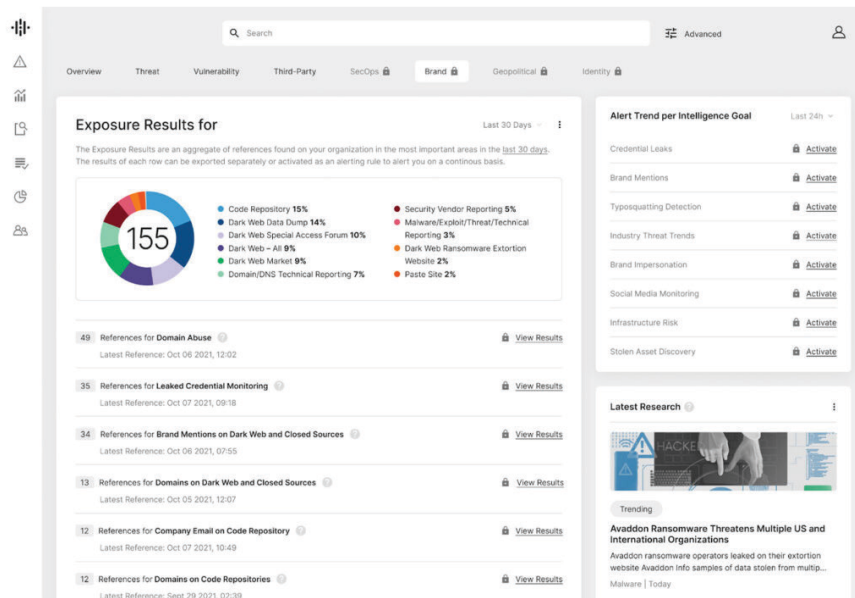 Search
Advanced
Overview Threat Vulnerability Third-Party SecOps Brand Geopolitical Identity
Exposure Results for
Last 30 Days
The Exposure Results are an aggregate of references found on your organization in the most important areas in the last 30 days.
The results of each row can be exported separately or activated as an alerting rule to alert you on a continous basis.
155
Code Repository 15%
Dark Web Data Dump 14%
Dark Web Special Access Forum 10%
Dark Web – All 9%
Dark Web Market 9%
Domain/DNS Technical Reporting 7%
Security Vendor Reporting 5%
Malware/Exploit/Threat/Technical
Reporting 3%
Dark Web Ransomware Extortion
Website 2%
Paste Site 2%
49 References for Domain Abuse ? View Results
Latest Reference: Oct 06 2021, 12:02
35 References for Leaked Credential Monitoring ? View Results
Latest Reference: Oct 07 2021, 09:18
34 References for Brand Mentions on Dark Web and Closed Sources ? View Results
Latest Reference: Oct 06 2021, 07:55
13 References for Domains on Dark Web and Closed Sources ? View Results
Latest Reference: Oct 05 2021, 12:07
12 References for Company Email on Code Repository ? View Results
Latest Reference: Oct 07 2021, 10:49
12 References for Domains on Code Repositories ? View Results
Latest Reference: Sept 29 2021, 02:39
Alert Trend per Intelligence Goal Last 24h
Credential Leaks Activate
Brand Mentions Activate
Typosquatting Detection Activate
Industry Threat Trends Activate
Brand Impersonation Activate
Social Media Monitoring Activate
Infrastructure Risk Activate
Stolen Asset Discovery Activate
Latest Research ?
HACKE
Trending
Avaddon Ransomware Threatens Multiple US and
International Organizations
Avaddon ransomware operators leaked on their extortion
website Avaddon Info samples of data stolen from multip...
Malware | Today